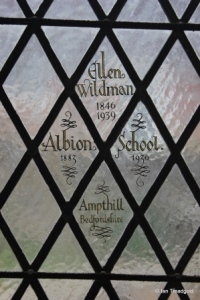 Ellen
Wildman
1846
1939
Albion School.
1883 1936
Ampthill
Bedfordshire
© Ian Treadgold